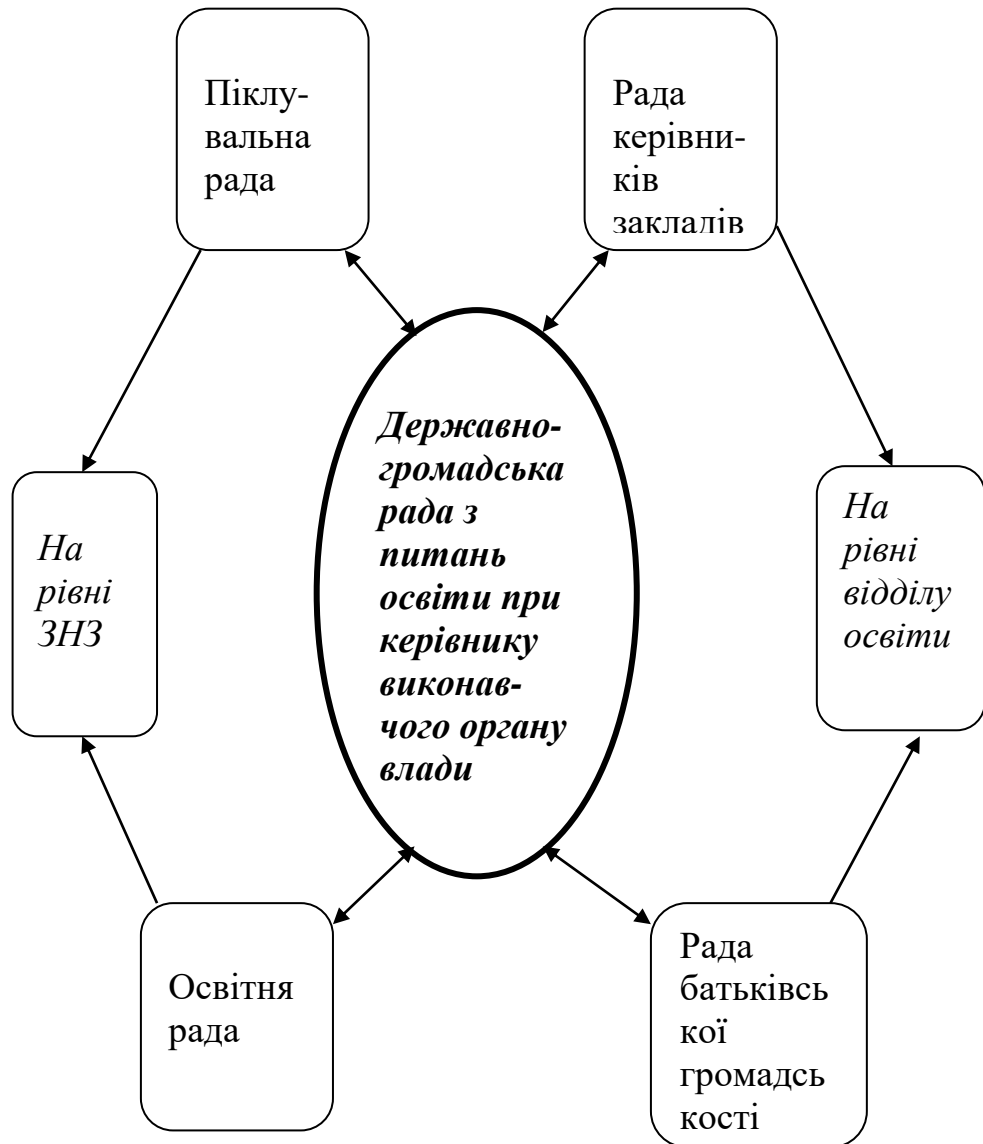 Піклу-
вальна
рада
Рада
керівни-
ків
закладів
Державно-
громадська
рада з
питань
освіти при
керівнику
виконав-
чого органу
влади
На
рівні
ЗНЗ
На
рівні
відділу
освіти
Освітня
рада
Рада
батьківсь
кої
громадсь
кості